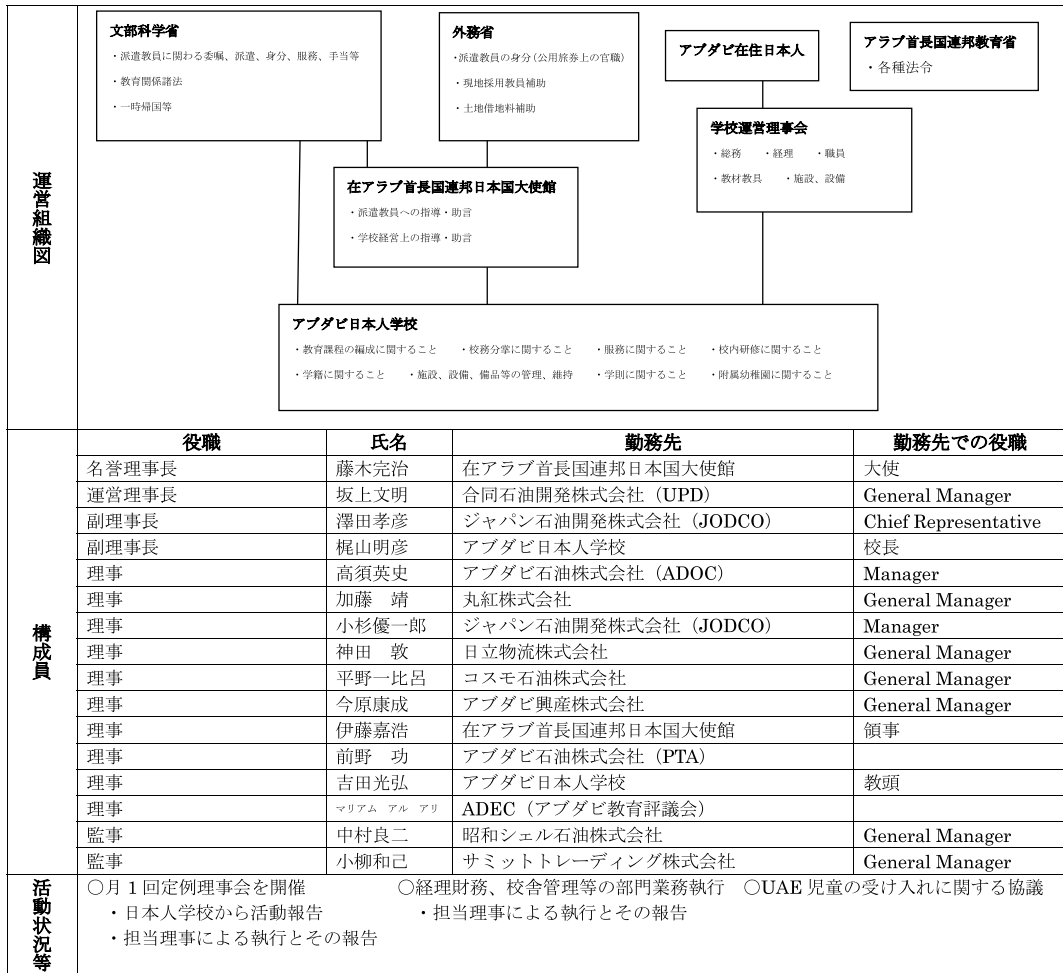 運営組織図
文部科学省
・派遣教員に関わる委嘱、派遣、身分、服務、手当等
・教育関係諸法
・一時帰国等
外務省
・派遣教員の身分(公用旅券上の官職)
・現地採用教員補助
・土地借地料補助
アブダビ在住日本人
アラブ首長国連邦教育省
・各種法令
学校運営理事会
・総務 ・経理 ・職員
・教材教具 ・施設、設備
在アラブ首長国連邦日本国大使館
・派遣教員への指導・助言
・学校経営上の指導・助言
アブダビ日本人学校
・教育課程の編成に関すること ・校務分掌に関すること ・服務に関すること ・校内研修に関すること
・学籍に関すること ・施設、設備、備品等の管理、維持 ・学則に関すること ・附属幼稚園に関すること
構成員
役職 氏名 勤務先 勤務先での役職
名誉理事長 藤木完治 在アラブ首長国連邦日本国大使館 大使
運営理事長 坂上文明 合同石油開発株式会社（UPD） General Manager
副理事長 澤田孝彦 ジャパン石油開発株式会社（JODCO） Chief Representative
副理事長 梶山明彦 アブダビ日本人学校 校長
理事 高須英史 アブダビ石油株式会社（ADOC） Manager
理事 加藤　靖 丸紅株式会社 General Manager
理事 小杉優一郎 ジャパン石油開発株式会社（JODCO） Manager
理事 神田　敦 日立物流株式会社 General Manager
理事 平野一比呂 コスモ石油株式会社 General Manager
理事 今原康成 アブダビ興産株式会社 General Manager
理事 伊藤嘉浩 在アラブ首長国連邦日本国大使館 領事
理事 前野　功 アブダビ石油株式会社（PTA）
理事 吉田光弘 アブダビ日本人学校 教頭
理事 マリアム　アル　アリ ADEC（アブダビ教育評議会）
監事 中村良二 昭和シェル石油株式会社 General Manager
監事 小柳和己 サミットトレーディング株式会社 General Manager
活動状況等
○月１回定例理事会を開催 ○経理財務、校舎管理等の部門業務執行 ○UAE 児童の受け入れに関する協議
・日本人学校から活動報告 ・担当理事による執行とその報告
・担当理事による執行とその報告